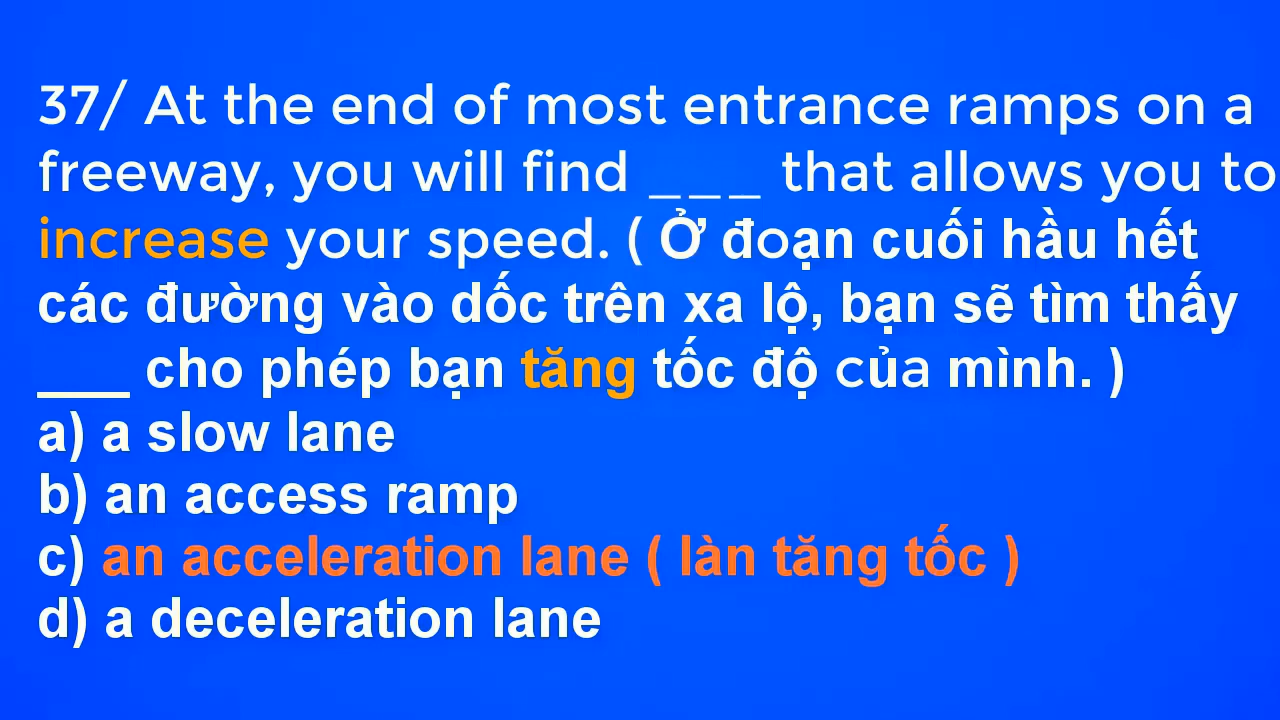 37/ At the end of most entrance ramps on a
freeway, you will find _ _ _ that allows you to
increase your speed. ( Ở đoạn cuối hầu hết
các đường vào dốc trên xa lộ, bạn sẽ tìm thấy
___ cho phép bạn tăng tốc độ của mình. )
a) a slow lane
b) an access ramp
c) an acceleration lane ( làn tăng tốc )
d) a deceleration lane